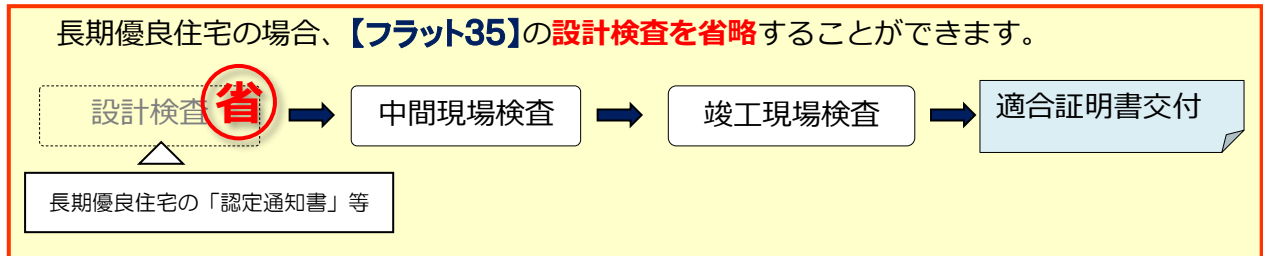 長期優良住宅の場合、【フラット35】の設計検査を省略することができます。
設計検査 省 中間現場検査 竣工現場検査 適合証明書交付
長期優良住宅の「認定通知書」等